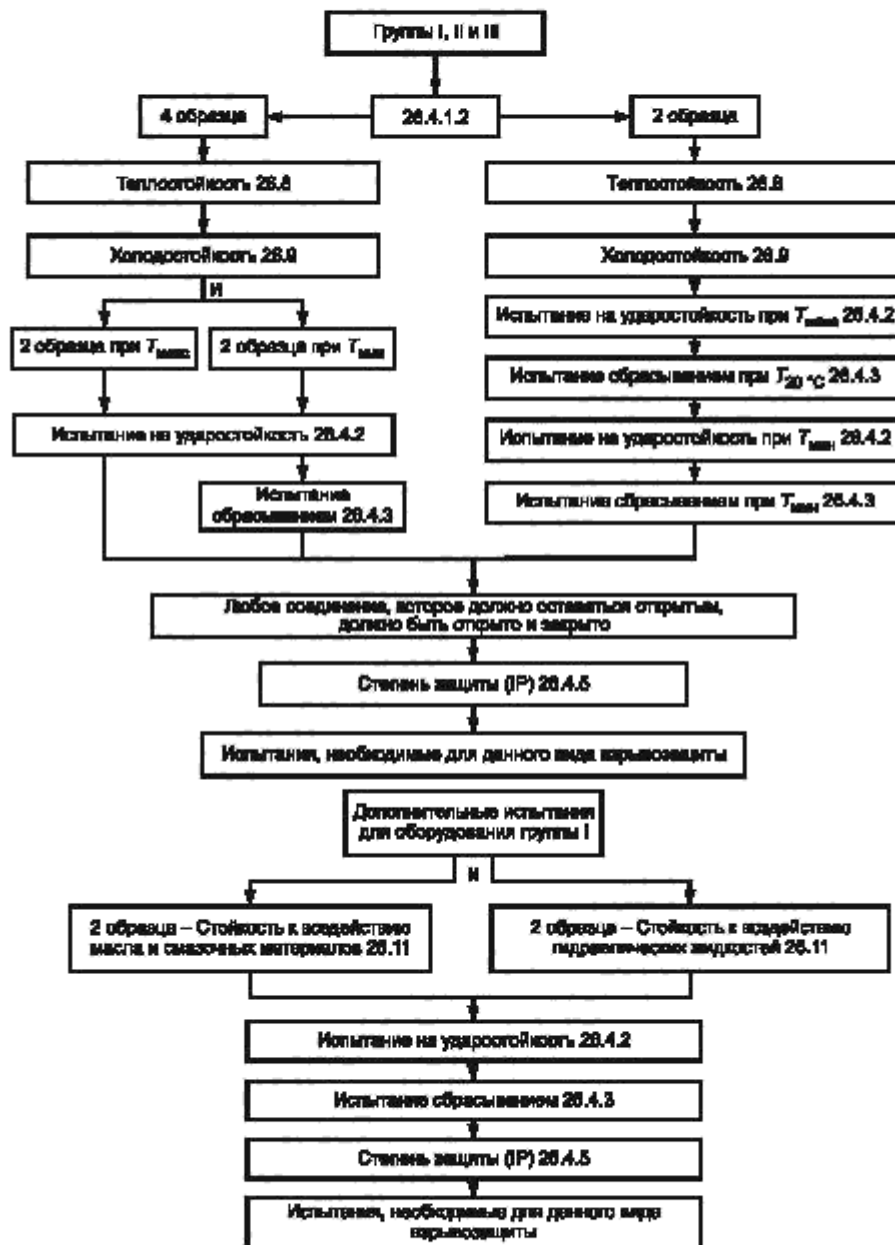 Группы I, II и III
4 образца
26.4.1.2
2 образца
Теплостойкость 26.8
Теплостойкость 26.8
Холодостойкость 26.9
Холодостойкость 26.9
И
Испытание на ударостойкость при Tмакс 26.4.2
2 образца при Tмакс
2 образца при Tмин
Испытание сбрасыванием при T20 °C 26.4.3
Испытание на ударостойкость 26.4.2
Испытание на ударостойкость при Tмин 26.4.2
Испытание
сбрасыванием 26.4.3
Испытание сбрасыванием при Tмин 26.4.3
Любое соединение, которое должно оставаться открытым,
должно быть открыто и закрыто
Степень защиты (IP) 26.4.5
Испытания, необходимые для данного вида взрывозащиты
Дополнительные испытания
для оборудования группы I
И
2 образца – Стойкость к воздействию
масла и смазочных материалов 26.11
2 образца – Стойкость к воздействию
гидравлических жидкостей 26.11
Испытание на ударостойкость 26.4.2
Испытание сбрасыванием 26.4.3
Степень защиты (IP) 26.4.5
Испытания, необходимые для данного вида
взрывозащиты